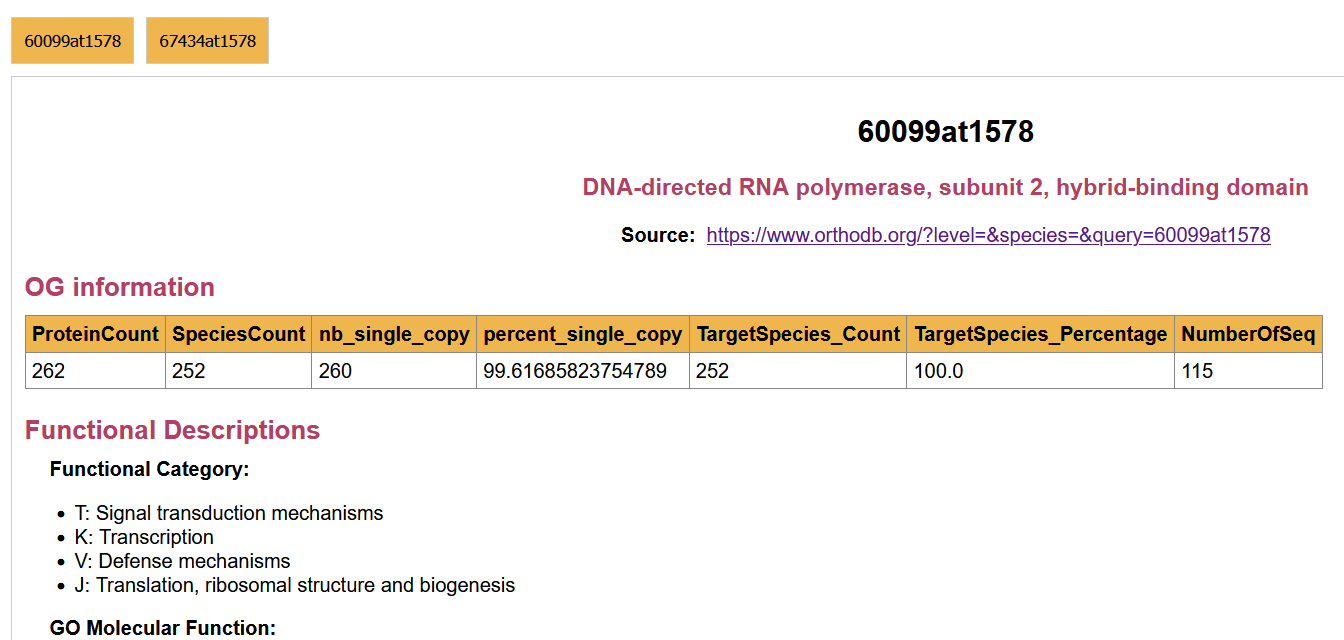 60099at1578 67434at1578
60099at1578
DNA-directed RNA polymerase, subunit 2, hybrid-binding domain
Source: https://www.orthodb.org/?level=&species=&query=60099at1578
OG information
ProteinCount SpeciesCount nb_single_copy percent_single_copy TargetSpecies_Count TargetSpecies_Percentage NumberOfSeq
262 252 260 99.61685823754789 252 100.0 115
Functional Descriptions
Functional Category:
• T: Signal transduction mechanisms
• K: Transcription
• V: Defense mechanisms
• J: Translation, ribosomal structure and biogenesis
GO Molecular Function: